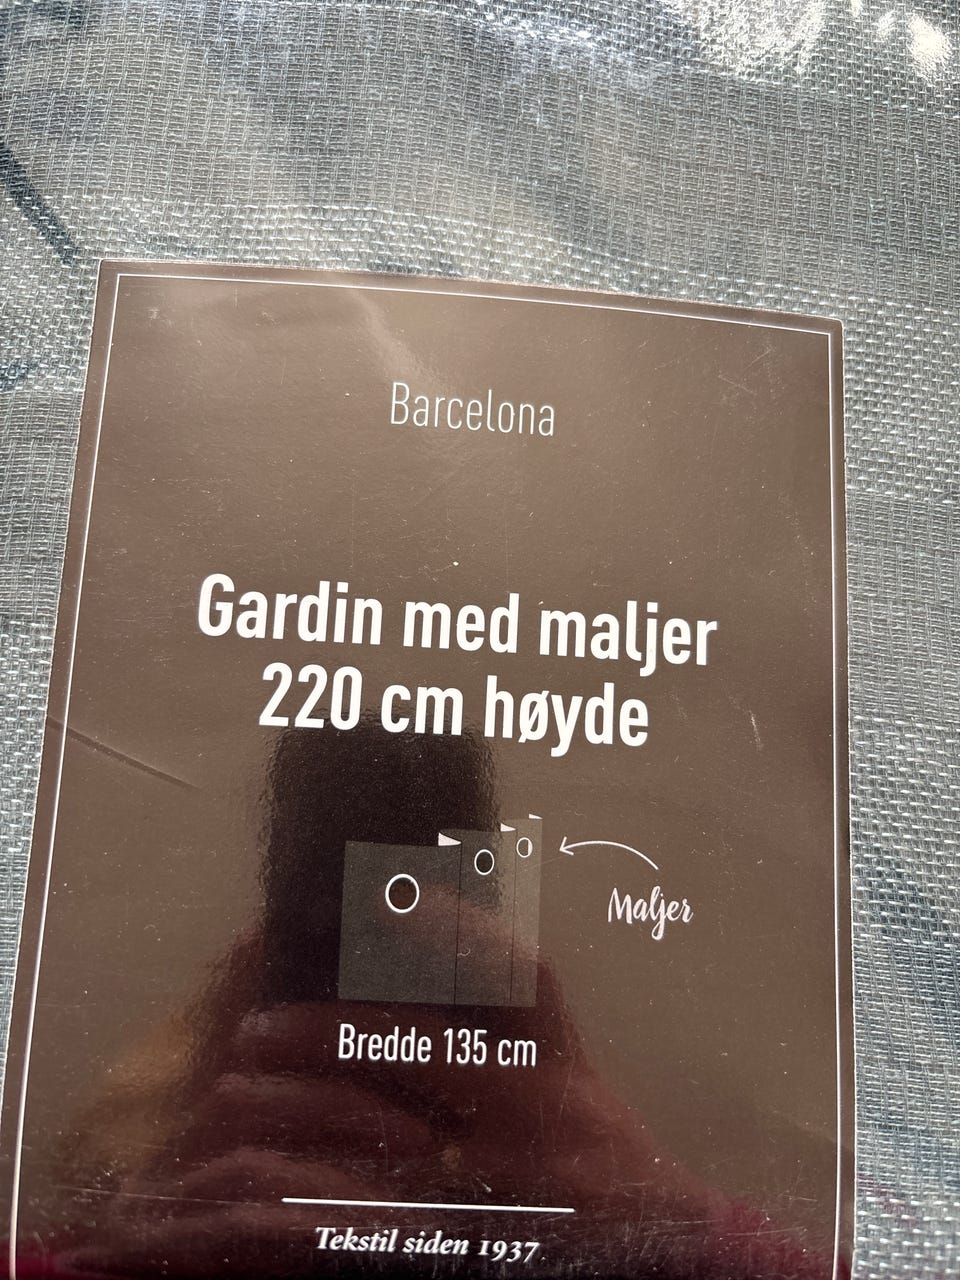 Barcelona
Gardin med maljer
220 cm høyde
Maljer
Bredde 135 cm
Tekstil siden 1937